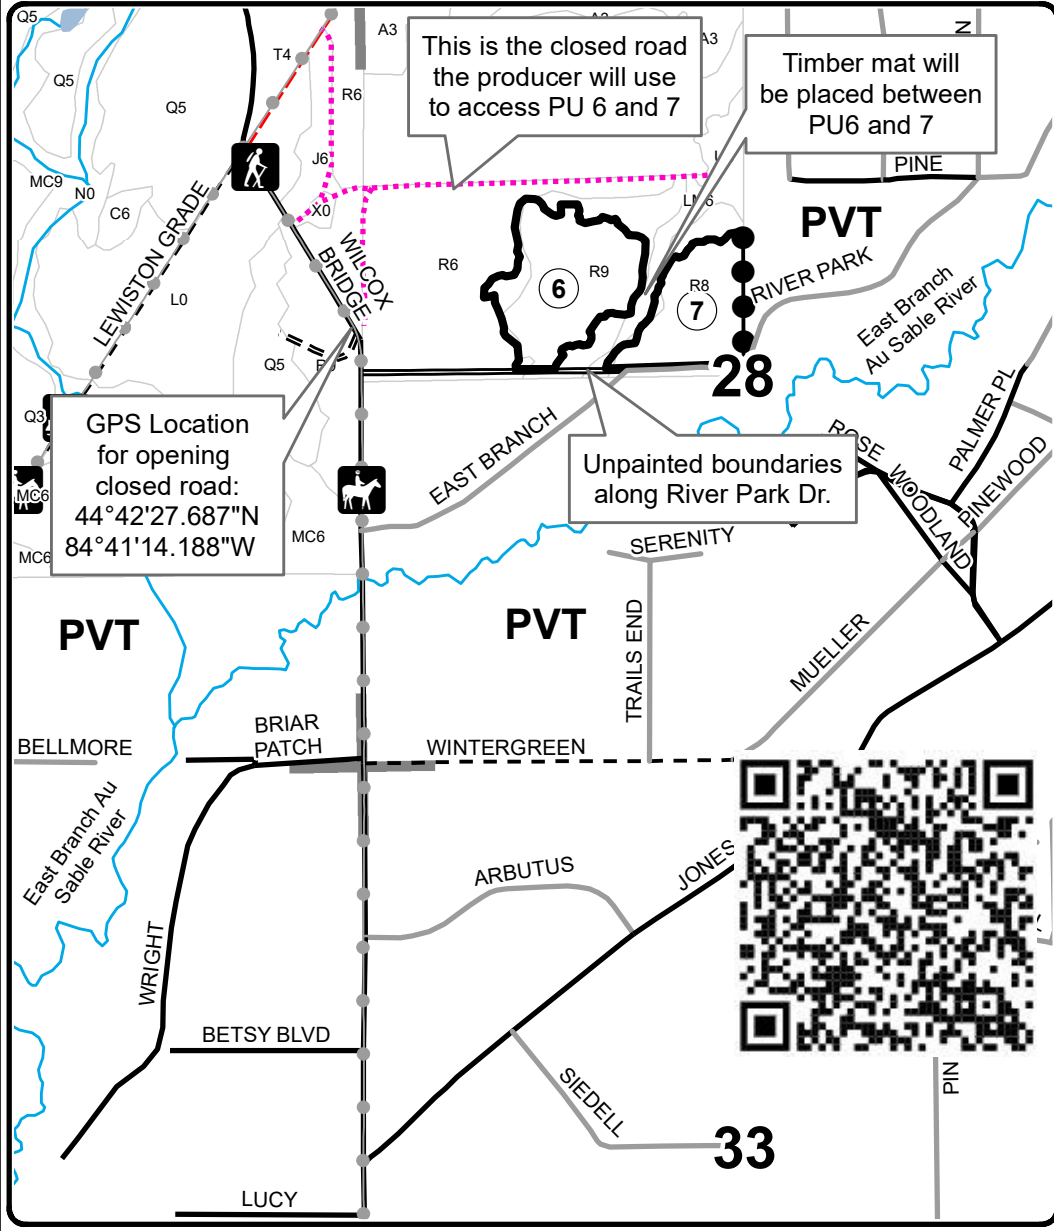 Q5
A3
A3
A3
N
This is the closed road
the producer will use
to access PU 6 and 7
Timber mat will
be placed between
PU6 and 7
T4
Q5
Q5
R6
J6
PINE
MC9
N0
C6
X0
LM6
PVT
LEWISTON GRADE
WILCOX
BRIDGE
R6
R9
6
R8
7
RIVER PARK
East Branch
Au Sable River
L0
Q5
28
Q3
GPS Location
for opening
closed road:
44°42'27.687"N
84°41'14.188"W
EAST BRANCH
Unpainted boundaries
along River Park Dr.
ROSE
WOODLAND
PALMER PL
PINEWOOD
MC6
MC6
MC6
SERENITY
PVT
PVT
TRAILS END
MUELLER
BELLMORE
BRIAR
PATCH
WINTERGREEN
East Branch Au
Sable River
ARBUTUS
JONES
WRIGHT
BETSY BLVD
SIEDELL
PIN
33
LUCY